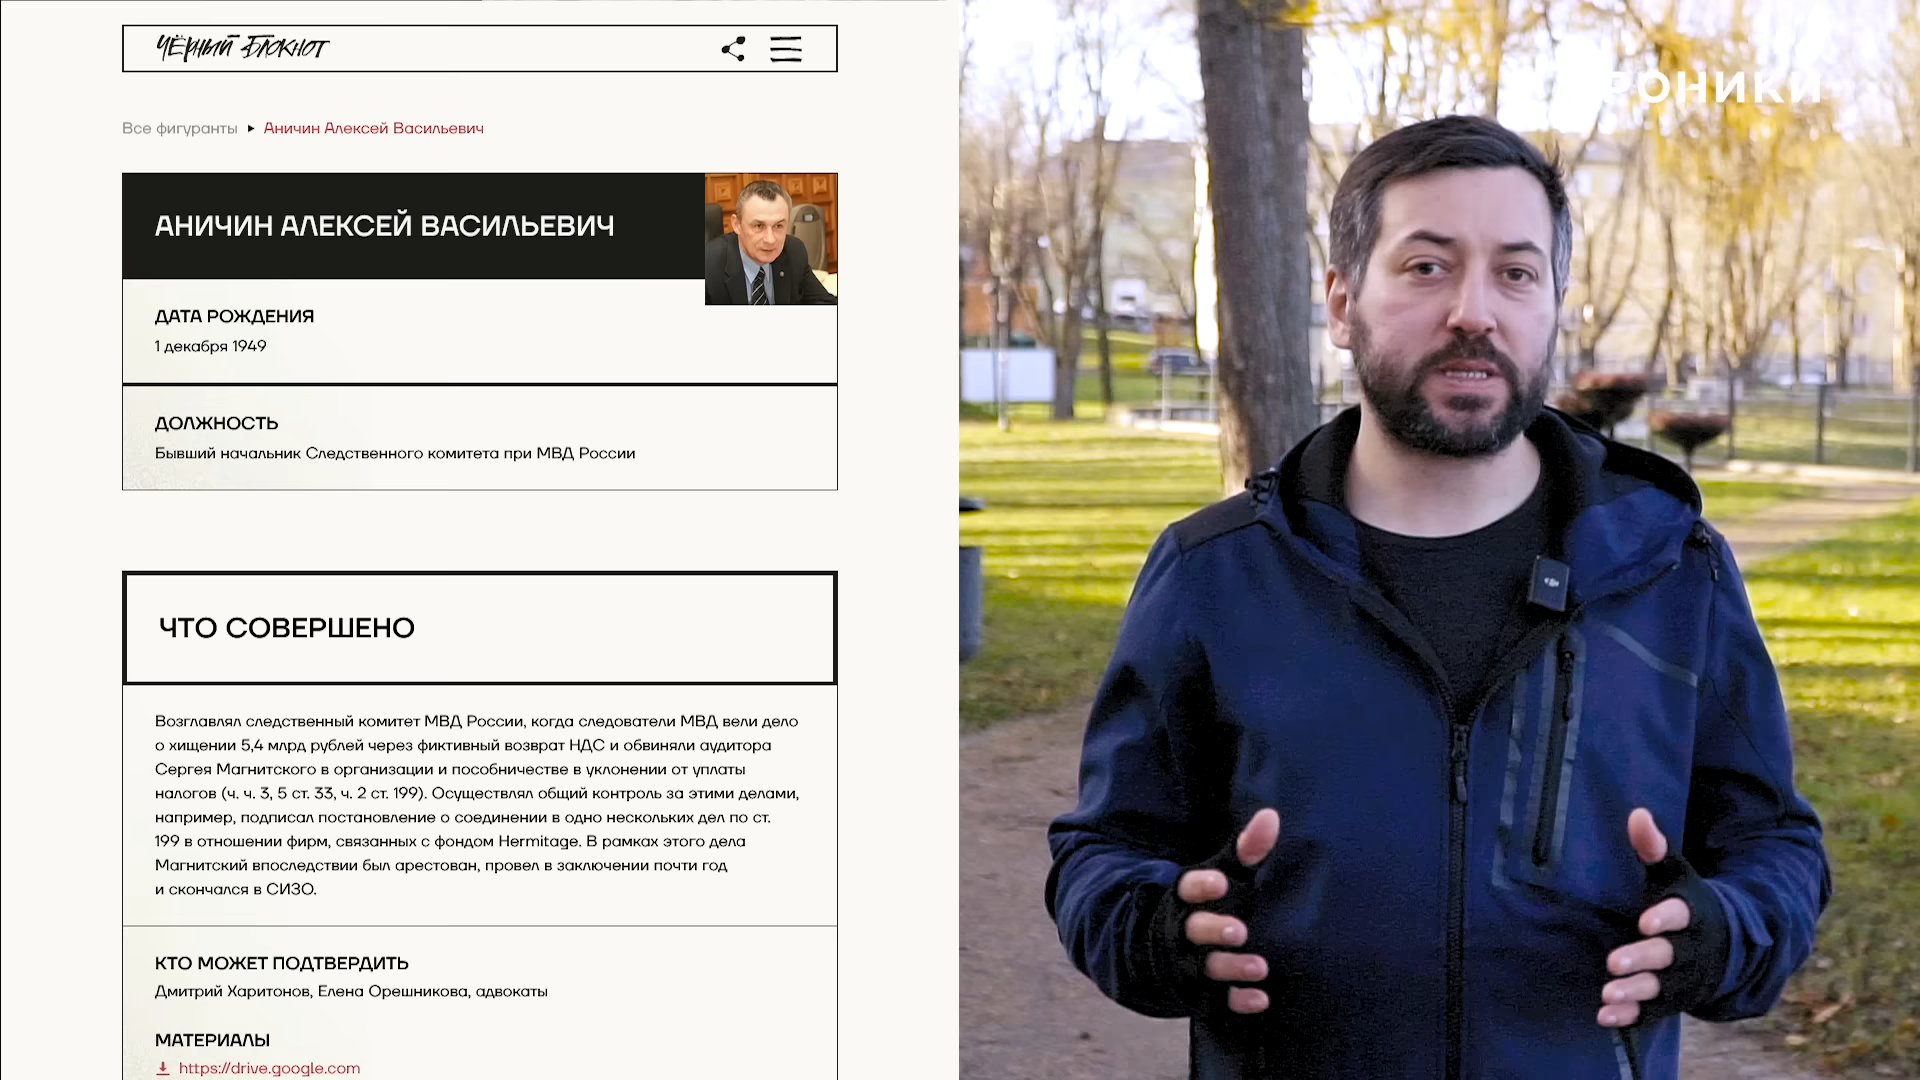 ЧЁРНЫЙ БЛОКНОТ
Все фигуранты ▸ Аничин Алексей Васильевич
АНИЧИН АЛЕКСЕЙ ВАСИЛЬЕВИЧ
ДАТА РОЖДЕНИЯ
1 декабря 1949
ДОЛЖНОСТЬ
Бывший начальник Следственного комитета при МВД России
ЧТО СОВЕРШЕНО
Возглавлял следственный комитет МВД России, когда следователи МВД вели дело
о хищении 5,4 млрд рублей через фиктивный возврат НДС и обвиняли аудитора
Сергея Магнитского в организации и пособничестве в уклонении от уплаты
налогов (ч. ч. 3, 5 ст. 33, ч. 2 ст. 199). Осуществлял общий контроль за этими делами,
например, подписал постановление о соединении в одно нескольких дел по ст.
199 в отношении фирм, связанных с фондом Hermitage. В рамках этого дела
Магнитский впоследствии был арестован, провел в заключении почти год
и скончался в СИЗО.
КТО МОЖЕТ ПОДТВЕРДИТЬ
Дмитрий Харитонов, Елена Орешникова, адвокаты
МАТЕРИАЛЫ
https://drive.google.com